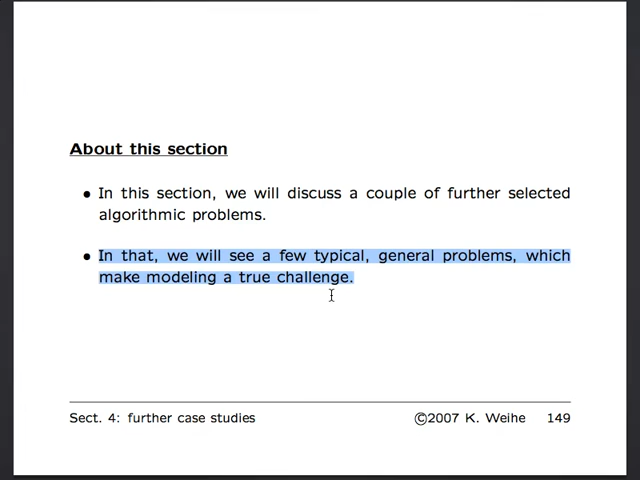 About this section
• In this section, we will discuss a couple of further selected
algorithmic problems.
• In that, we will see a few typical, general problems, which
make modeling a true challenge.
Sect. 4: further case studies ©2007 K. Weihe 149